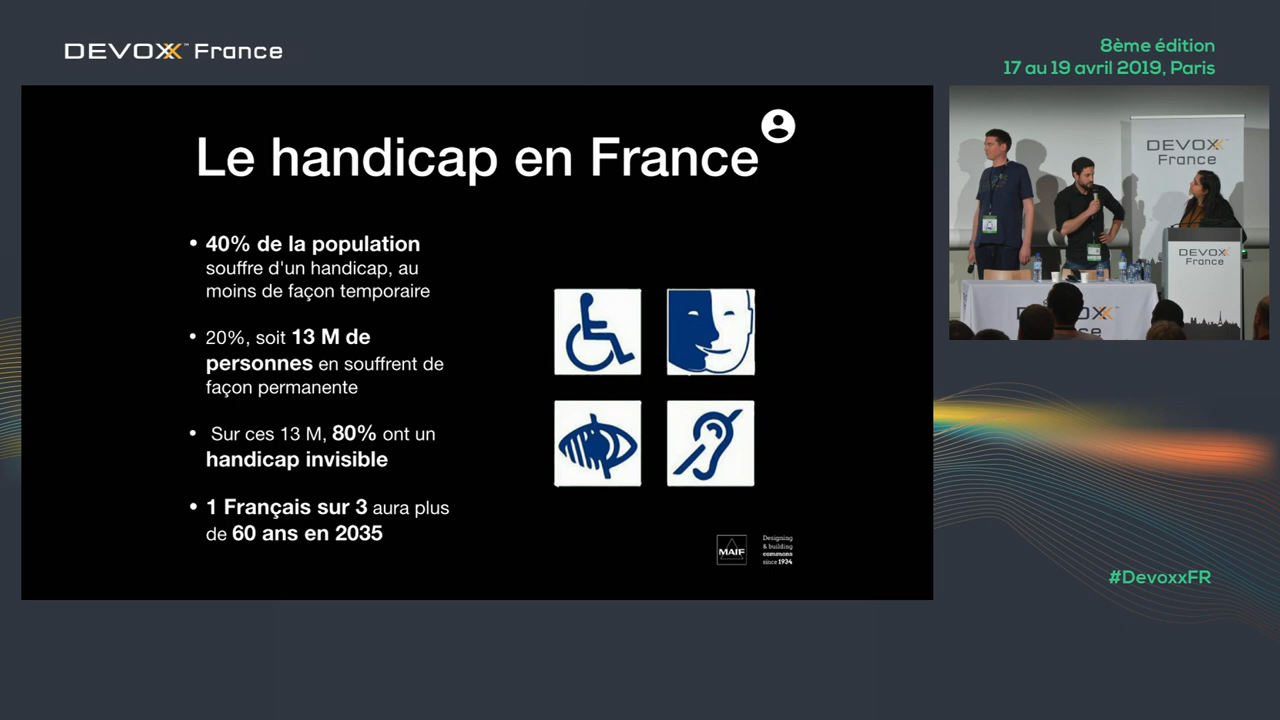 DEVOXX™ France
8ème édition
17 au 19 avril 2019, Paris
Le handicap en France
• 40% de la population
souffre d'un handicap, au
moins de façon temporaire
• 20%, soit 13 M de
personnes en souffrent de
façon permanente
• Sur ces 13 M, 80% ont un
handicap invisible
• 1 Français sur 3 aura plus
de 60 ans en 2035
MAIF
Designing
& building
commons
since 1934
DEVOXX
France
DEVOXX
France
#DevoxxFR